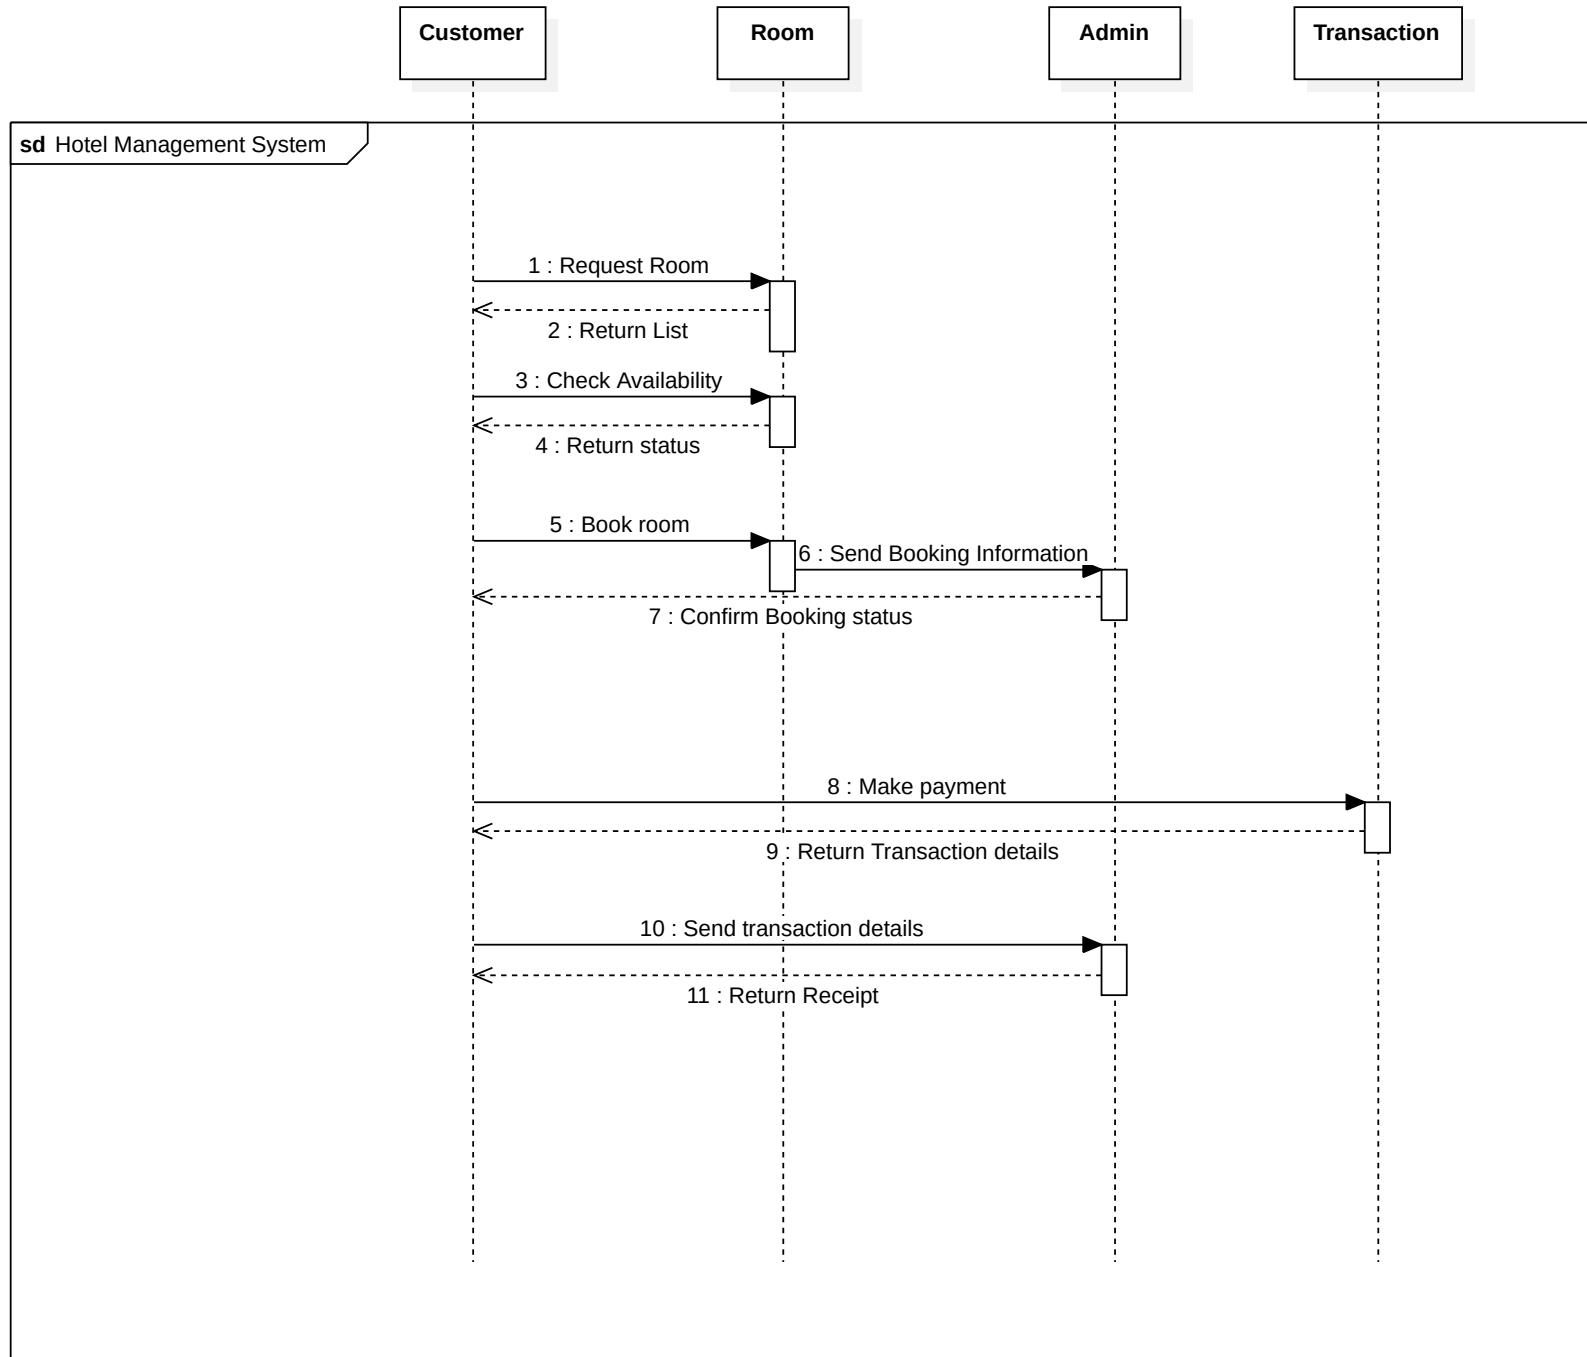 Customer
Room
Admin
Transaction
sd Hotel Management System
1 : Request Room
2 : Return List
3 : Check Availability
4 : Return status
5 : Book room
6 : Send Booking Information
7 : Confirm Booking status
8 : Make payment
9 : Return Transaction details
10 : Send transaction details
11 : Return Receipt